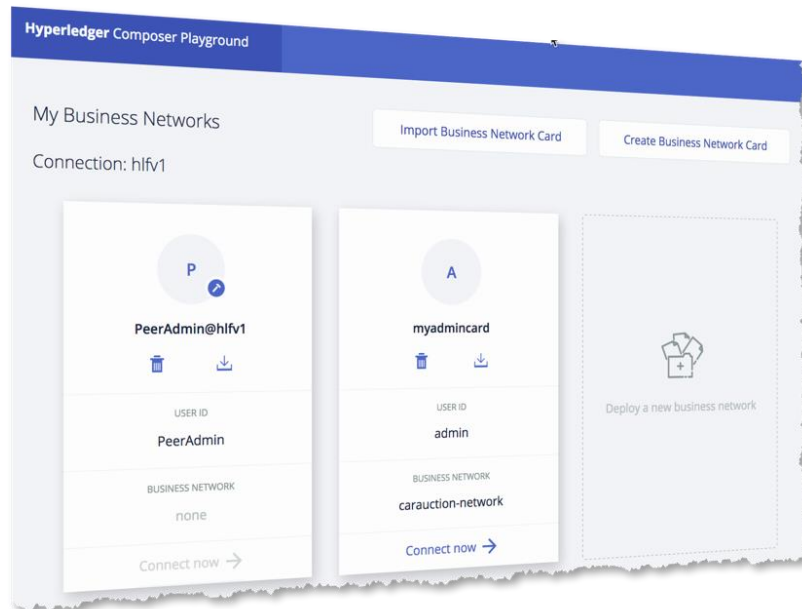 Hyperledger Composer Playground
My Business Networks
Import Business Network Card
Create Business Network Card
Connection: hlfv1
P
PeerAdmin@hlfv1
USER ID
PeerAdmin
BUSINESS NETWORK
none
Connect now
A
myadmincard
USER ID
admin
BUSINESS NETWORK
carauction-network
Connect now
Deploy a new business network